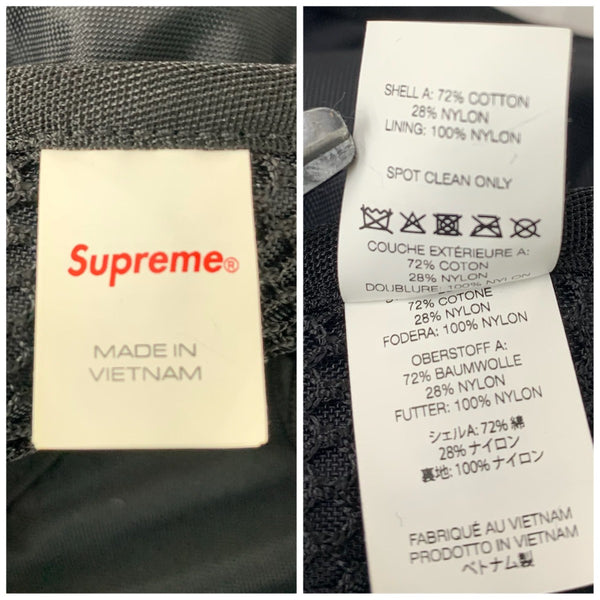 Supreme®
MADE IN
VIETNAM
SHELL A: 72% COTTON
28% NYLON
LINING: 100% NYLON
SPOT CLEAN ONLY
COUCHE EXTÉRIEURE A:
72% COTON
28% NYLON
DOUBLURE: 100% NYLON
72% COTONE
28% NYLON
FODERA: 100% NYLON
OBERSTOFF A:
72% BAUMWOLLE
28% NYLON
FUTTER: 100% NYLON
シェルA: 72% 綿
28% ナイロン
裏地: 100% ナイロン
FABRIQUÉ AU VIETNAM
PRODOTTO IN VIETNAM
ベトナム製